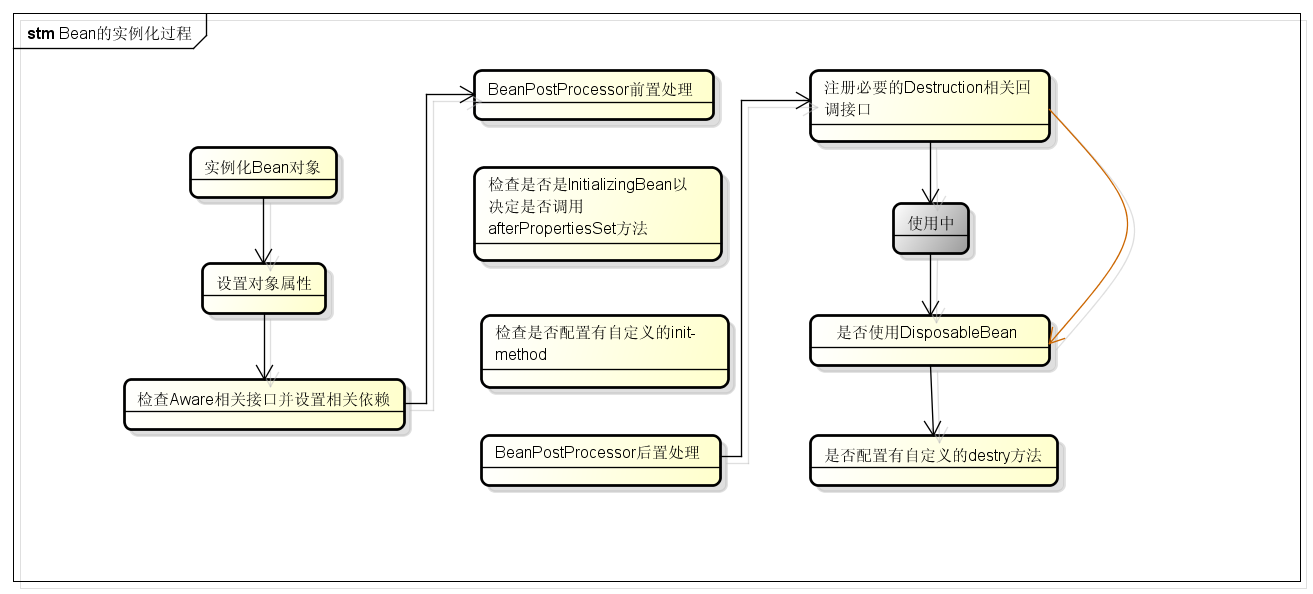 stm Bean的实例化过程
实例化Bean对象
设置对象属性
检查Aware相关接口并设置相关依赖
BeanPostProcessor前置处理
检查是否是InitializingBean以
决定是否调用
afterPropertiesSet方法
检查是否配置有自定义的init-
method
BeanPostProcessor后置处理
注册必要的Destruction相关回
调接口
使用中
是否使用DisposableBean
是否配置有自定义的destry方法